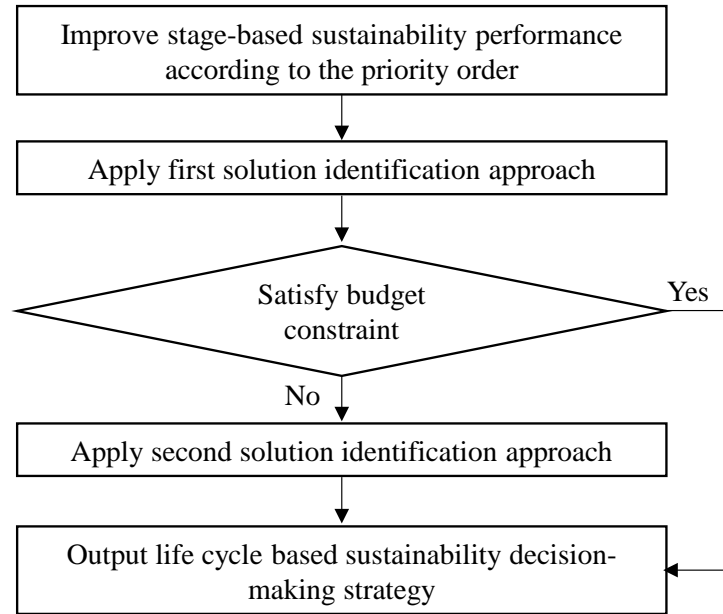 Improve stage-based sustainability performance
according to the priority order
Apply first solution identification approach
Satisfy budget
constraint
Yes
No
Apply second solution identification approach
Output life cycle based sustainability decision-
making strategy